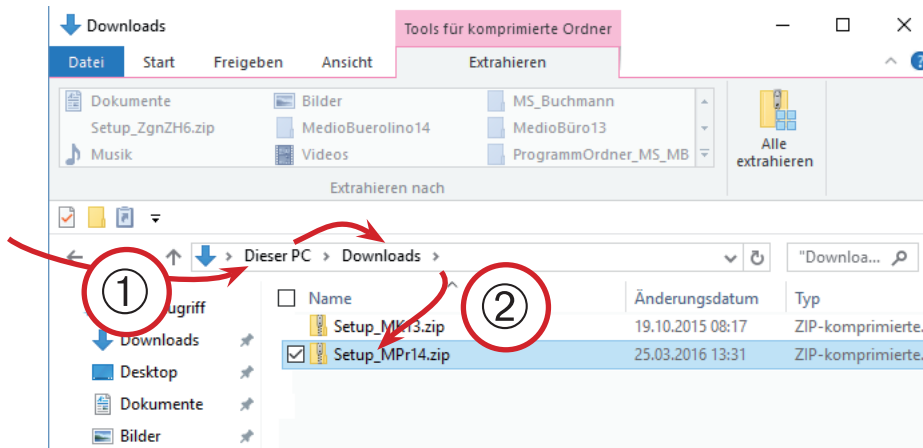 Downloads
Tools für komprimierte Ordner
Datei Start Freigeben Ansicht Extrahieren
Dokumente Bilder MS_Buchmann
Setup_ZgnZH6.zip MedioBuerolino14 MedioBüro13
Musik Videos ProgrammOrdner_MS_MB
Alle
extrahieren
Extrahieren nach
Dieser PC > Downloads >
"Downloa...
1
2
Name Änderungsdatum Typ
ugriff
Setup_MK13.zip 19.10.2015 08:17 ZIP-komprimierte.
Downloads
Setup_MPr14.zip 25.03.2016 13:31 ZIP-komprimierte.
Desktop
Dokumente
Bilder